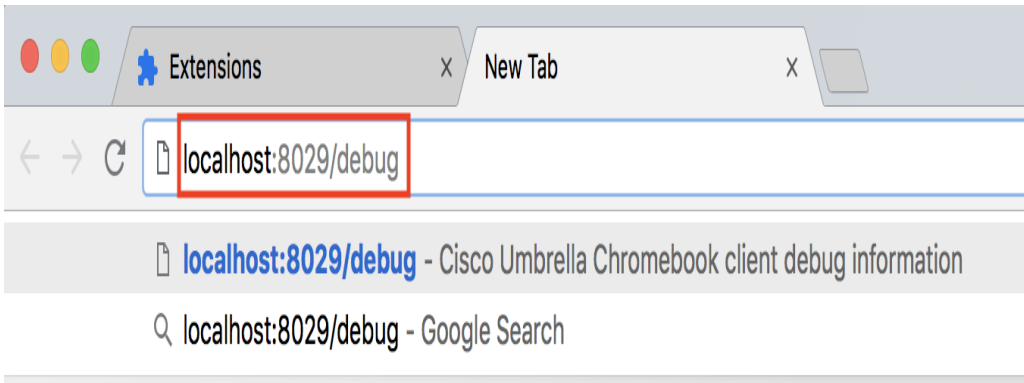 Extensions × New Tab ×
localhost:8029/debug
localhost:8029/debug - Cisco Umbrella Chromebook client debug information
localhost:8029/debug - Google Search